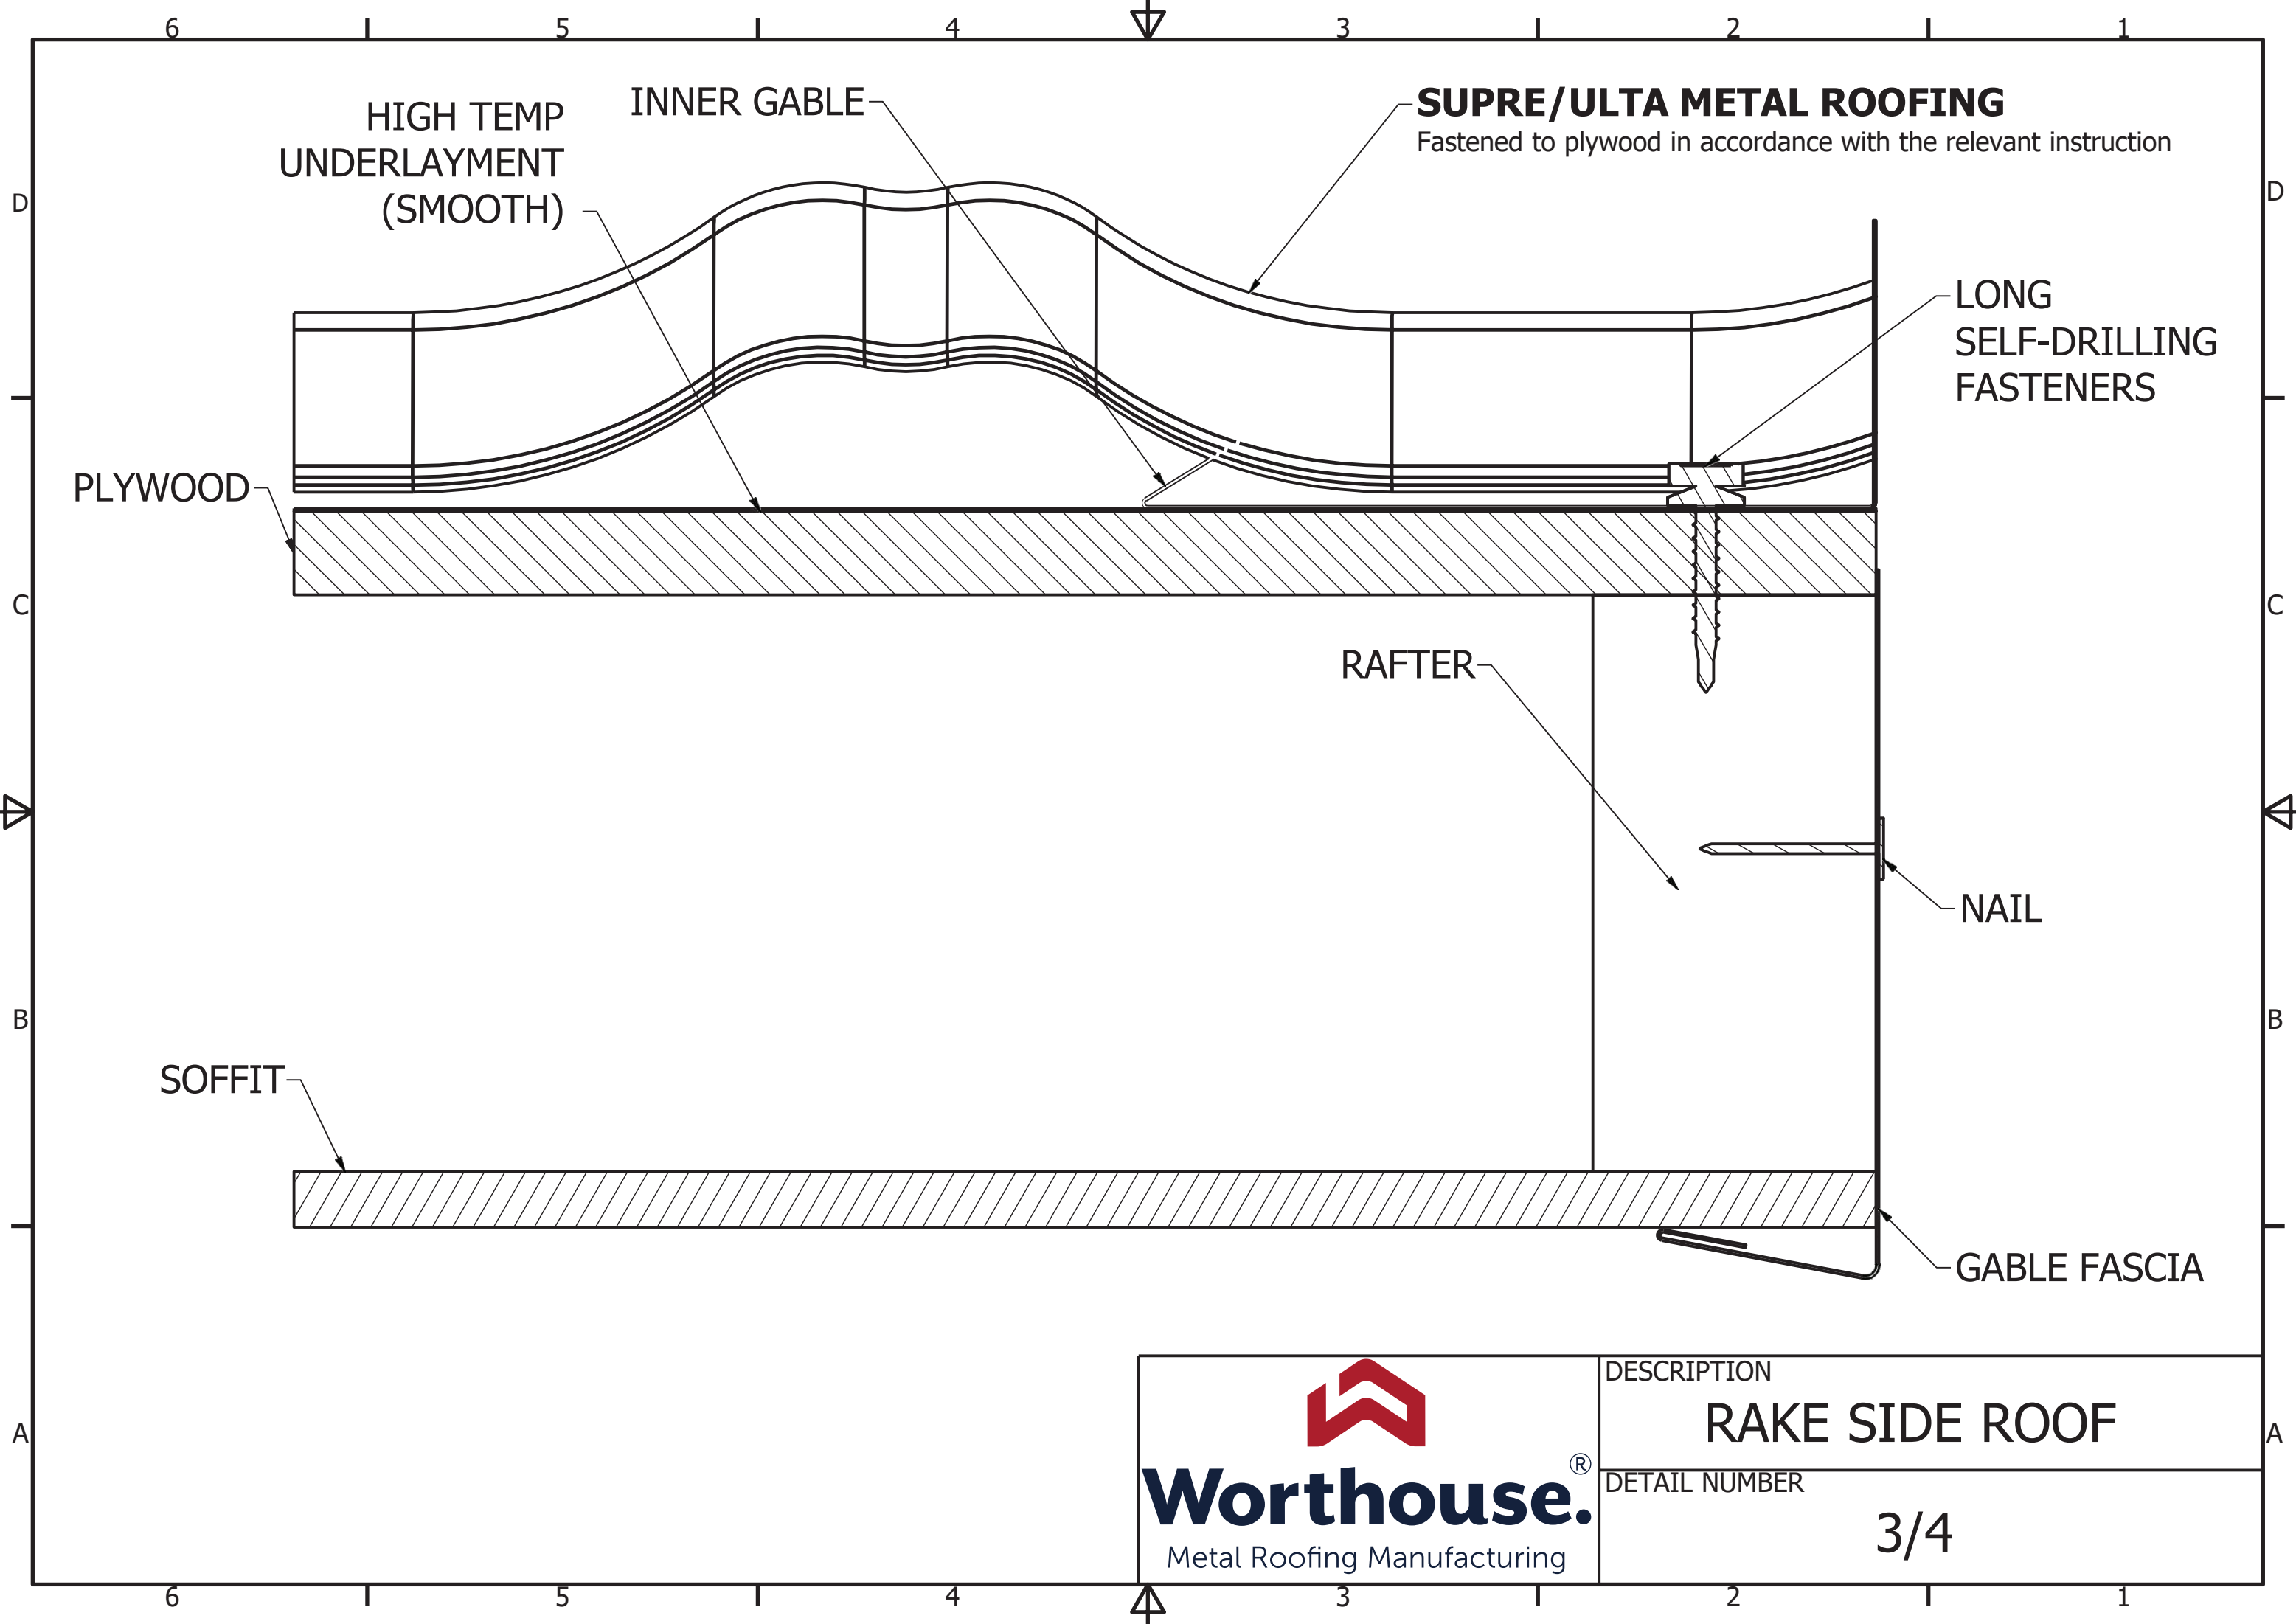 6 5 4 3 2 1
HIGH TEMP
UNDERLAYMENT
(SMOOTH)
INNER GABLE
SUPRE/ULTA METAL ROOFING
Fastened to plywood in accordance with the relevant instruction
D D
LONG
SELF-DRILLING
FASTENERS
PLYWOOD
C C
RAFTER
NAIL
B B
SOFFIT
GABLE FASCIA
DESCRIPTION
RAKE SIDE ROOF
A A
Worthouse.®
Metal Roofing Manufacturing
DETAIL NUMBER
3/4
6 5 4 3 2 1